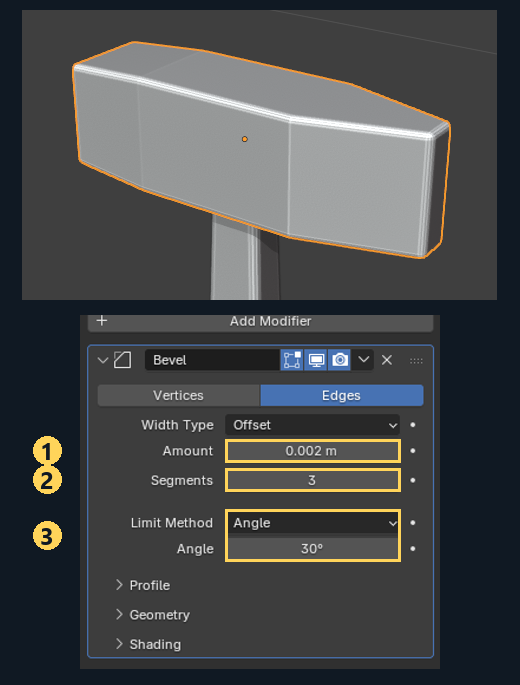 + Add Modifier
Bevel
Vertices Edges
Width Type Offset
1 Amount 0.002 m
2 Segments 3
3 Limit Method Angle
Angle 30°
Profile
Geometry
Shading